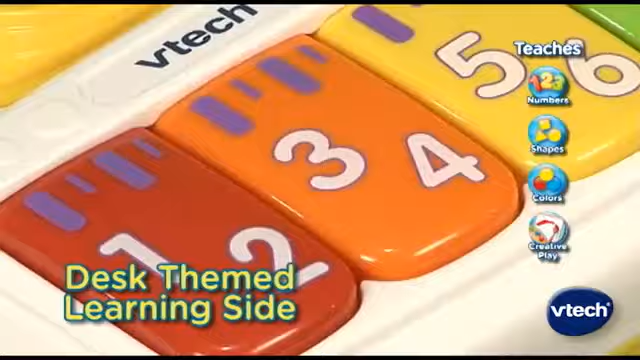 vtech
5 6
3 4
1 2
Teaches
123
Numbers
Shapes
Colors
Creative
Play
Desk Themed
Learning Side
vtech